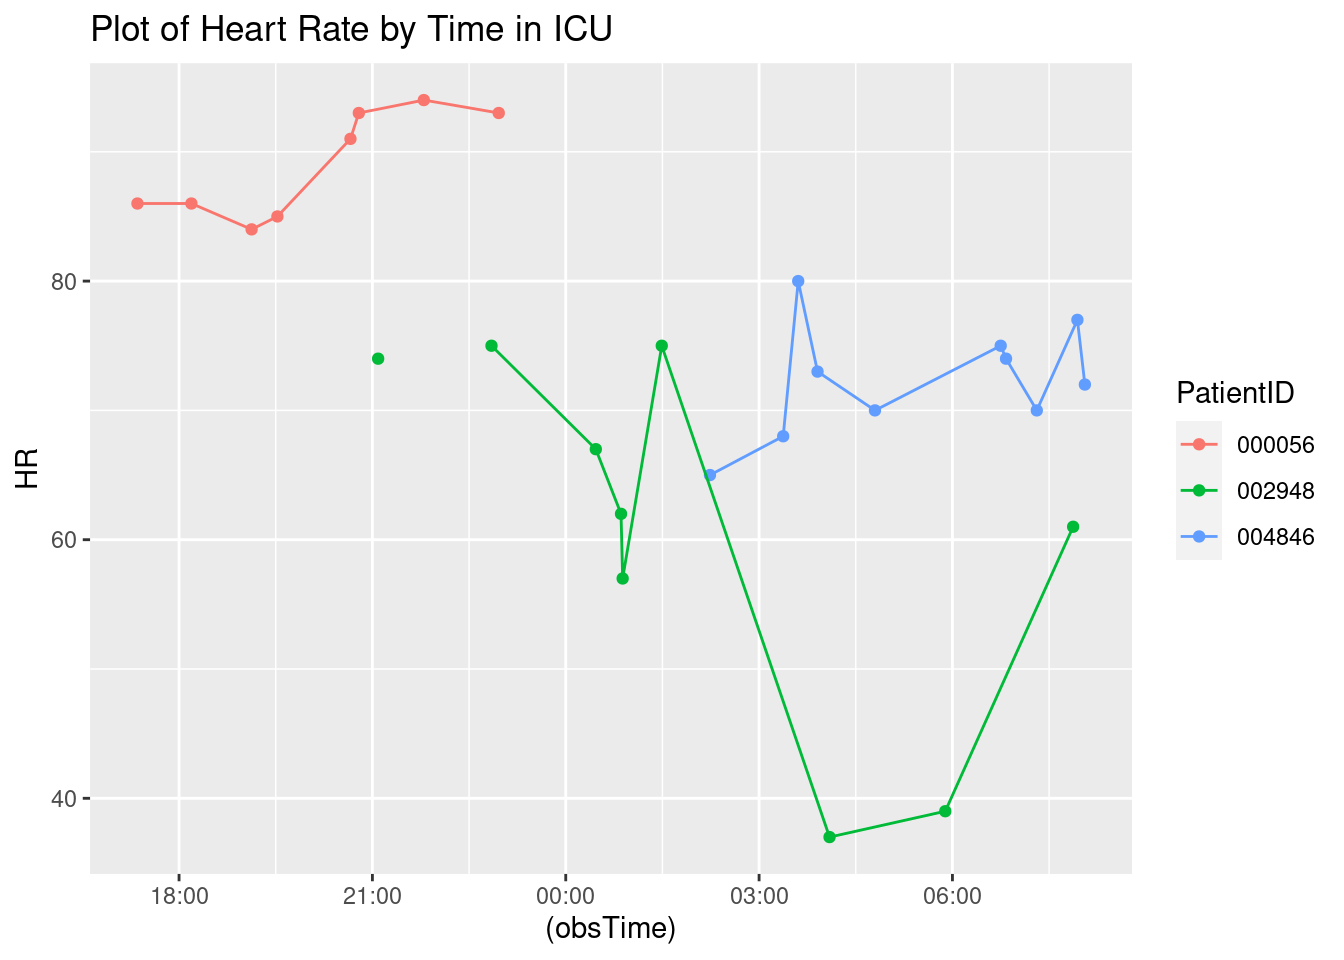 Plot of Heart Rate by Time in ICU
HR
80
60
40
18:00 21:00 00:00 03:00 06:00
(obsTime)
PatientID
000056
002948
004846